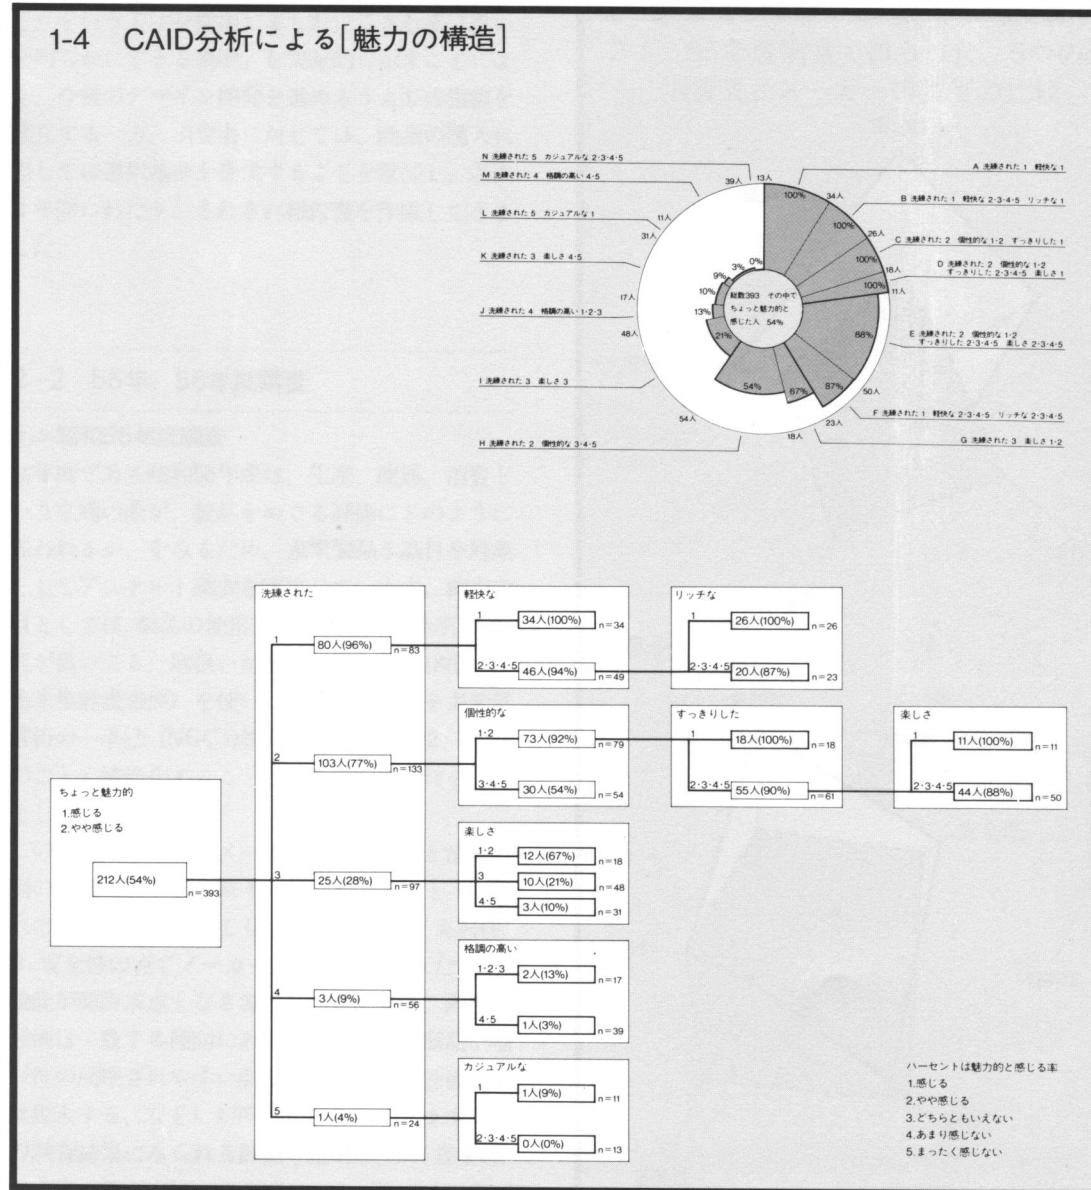 1-4　CAID分析による[魅力の構造]
N 洗練された 5　カジュアルな 2·3·4·5
M 洗練された 4　格調の高い 4·5
L 洗練された 5　カジュアルな 1
K 洗練された 3　楽しさ 4·5
J 洗練された 4　格調の高い 1·2·3
I 洗練された 3　楽しさ 3
H 洗練された 2　個性的な 3·4·5
A 洗練された 1　軽快な 1
B 洗練された 1　軽快な 2·3·4·5　リッチな 1
C 洗練された 2　個性的な 1·2　すっきりした 1
D 洗練された 2　個性的な 1·2
すっきりした 2·3·4·5　楽しさ 1
E 洗練された 2　個性的な 1·2
すっきりした 2·3·4·5　楽しさ 2·3·4·5
F 洗練された 1　軽快な 2·3·4·5　リッチな 2·3·4·5
G 洗練された 3　楽しさ 1·2
39人
13人
34人
26人
18人
11人
50人
23人
18人
54人
48人
17人
31人
11人
100%
100%
100%
100%
88%
87%
67%
54%
21%
13%
10%
9%
3%
0%
総数393　その中で
ちょっと魅力的と
感じた人　54%
ちょっと魅力的
1.感じる
2.やや感じる
212人(54%)
n=393
洗練された
1
80人(96%)
n=83
2
103人(77%)
n=133
3
25人(28%)
n=97
4
3人(9%)
n=56
5
1人(4%)
n=24
軽快な
1
34人(100%)
n=34
2·3·4·5
46人(94%)
n=49
リッチな
1
26人(100%)
n=26
2·3·4·5
20人(87%)
n=23
個性的な
1·2
73人(92%)
n=79
3·4·5
30人(54%)
n=54
すっきりした
1
18人(100%)
n=18
2·3·4·5
55人(90%)
n=61
楽しさ
1
11人(100%)
n=11
2·3·4·5
44人(88%)
n=50
楽しさ
1·2
12人(67%)
n=18
3
10人(21%)
n=48
4·5
3人(10%)
n=31
格調の高い
1·2·3
2人(13%)
n=17
4·5
1人(3%)
n=39
カジュアルな
1
1人(9%)
n=11
2·3·4·5
0人(0%)
n=13
パーセントは魅力的と感じる率
1.感じる
2.やや感じる
3.どちらともいえない
4.あまり感じない
5.まったく感じない